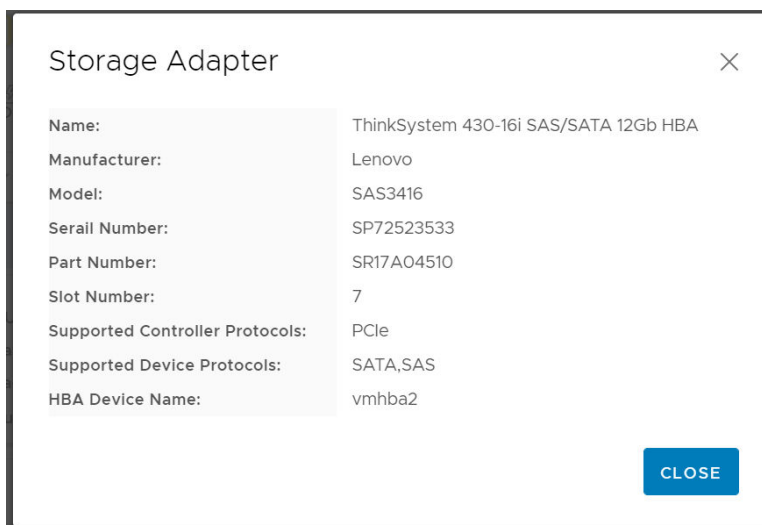 Storage Adapter
Name: ThinkSystem 430-16i SAS/SATA 12Gb HBA
Manufacturer: Lenovo
Model: SAS3416
Serail Number: SP72523533
Part Number: SR17A04510
Slot Number: 7
Supported Controller Protocols: PCIe
Supported Device Protocols: SATA,SAS
HBA Device Name: vmhba2
CLOSE